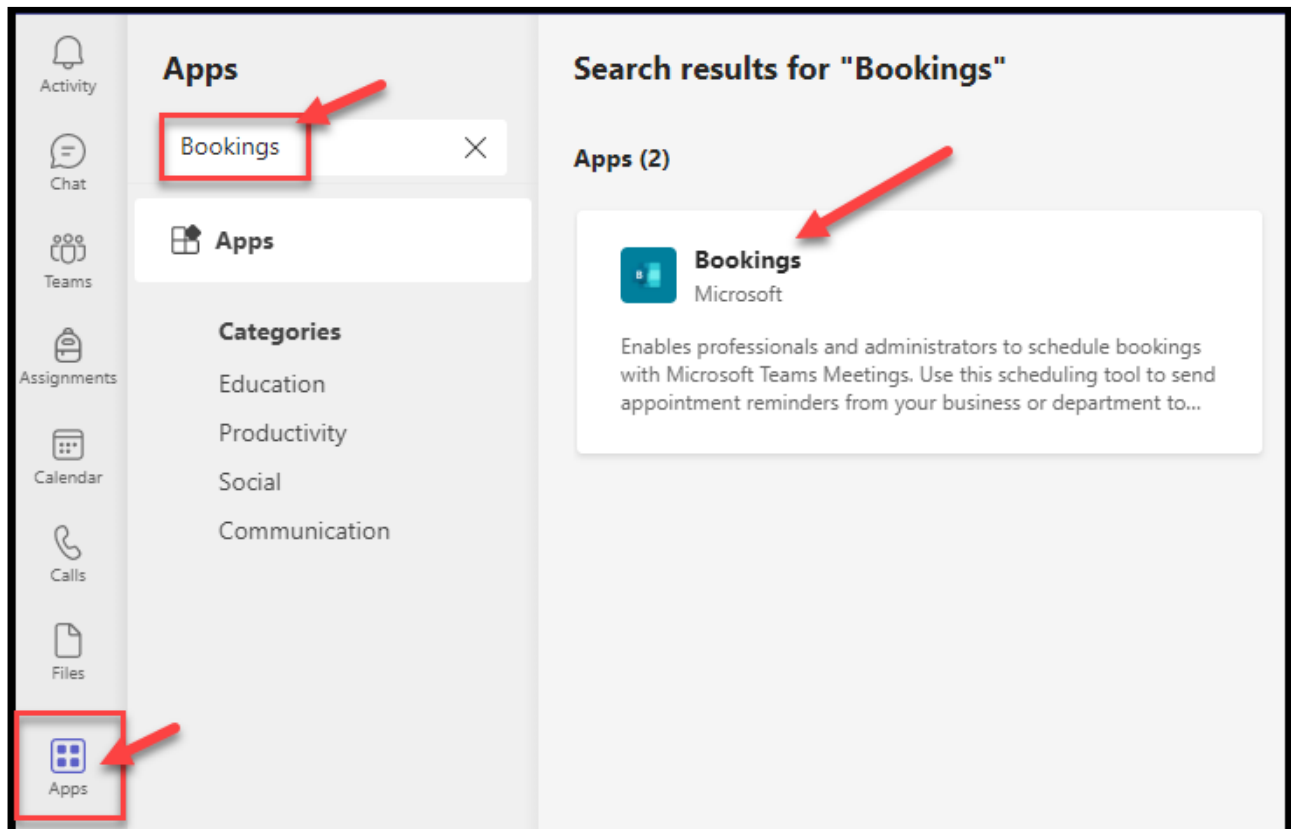 Activity
Chat
Teams
Assignments
Calendar
Calls
Files
Apps
Apps
Bookings
Apps
Categories
Education
Productivity
Social
Communication
Search results for "Bookings"
Apps (2)
B
Bookings
Microsoft
Enables professionals and administrators to schedule bookings
with Microsoft Teams Meetings. Use this scheduling tool to send
appointment reminders from your business or department to...